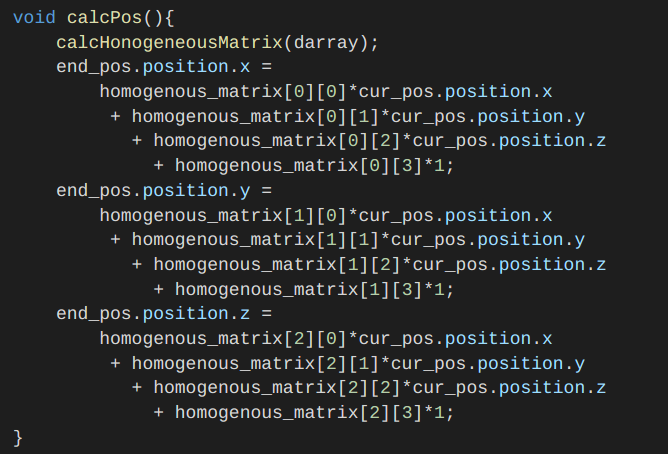 void calcPos(){
    calcHonogeneousMatrix(darray);
    end_pos.position.x =
        homogenous_matrix[0][0]*cur_pos.position.x
         + homogenous_matrix[0][1]*cur_pos.position.y
           + homogenous_matrix[0][2]*cur_pos.position.z
             + homogenous_matrix[0][3]*1;
    end_pos.position.y =
        homogenous_matrix[1][0]*cur_pos.position.x
         + homogenous_matrix[1][1]*cur_pos.position.y
           + homogenous_matrix[1][2]*cur_pos.position.z
             + homogenous_matrix[1][3]*1;
    end_pos.position.z =
        homogenous_matrix[2][0]*cur_pos.position.x
         + homogenous_matrix[2][1]*cur_pos.position.y
           + homogenous_matrix[2][2]*cur_pos.position.z
             + homogenous_matrix[2][3]*1;
}